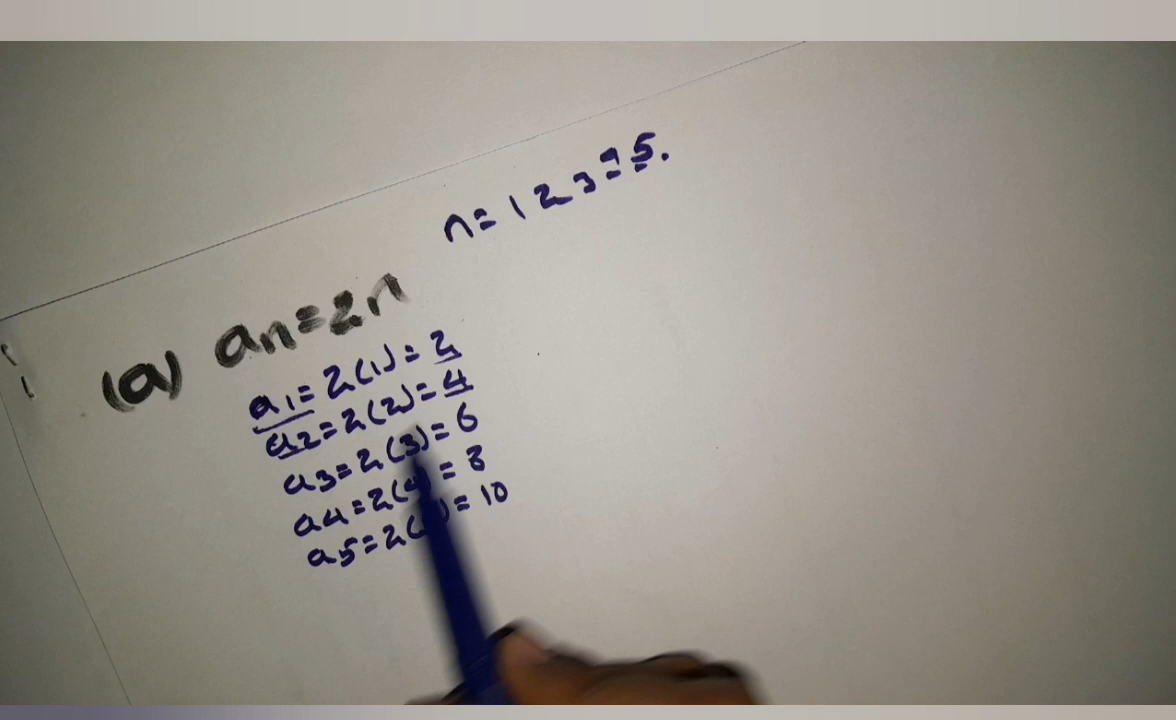 n= 1 2 3 4 5.
(a) an=2n
a1= 2(1)= 2
a2=2(2)=4
a3=2(3)=6
a4=2(4)=8
a5=2( )=10